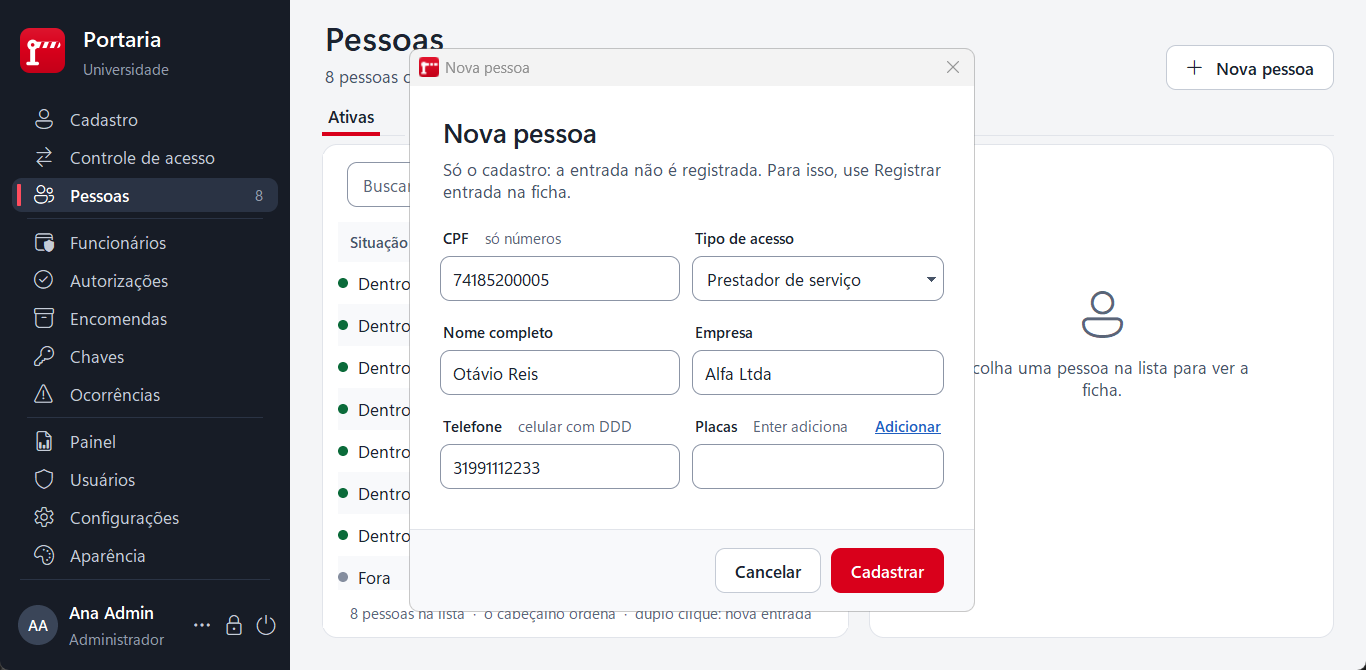 Portaria
Universidade
Cadastro
Controle de acesso
Pessoas 8
Funcionários
Autorizações
Encomendas
Chaves
Ocorrências
Painel
Usuários
Configurações
Aparência
AA
Ana Admin
Administrador
Pessoas
8 pessoas
Nova pessoa
Ativas
Buscar
Situação
Dentro
Dentro
Dentro
Dentro
Dentro
Dentro
Dentro
Fora
8 pessoas na lista · o cabeçalho ordena · duplo clique: nova entrada
colha uma pessoa na lista para ver a
ficha.
Nova pessoa
Nova pessoa
Só o cadastro: a entrada não é registrada. Para isso, use Registrar
entrada na ficha.
CPF só números Tipo de acesso
74185200005 Prestador de serviço
Nome completo Empresa
Otávio Reis Alfa Ltda
Telefone celular com DDD Placas Enter adiciona Adicionar
31991112233
Cancelar Cadastrar